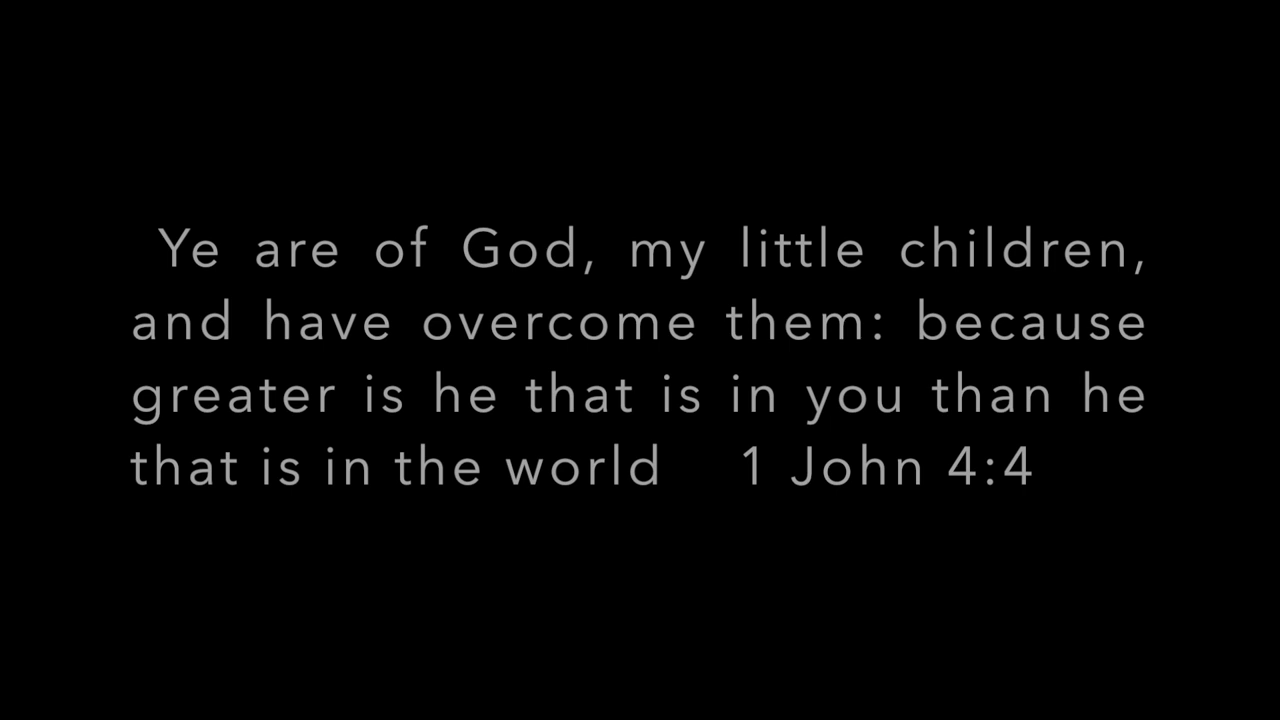 Ye are of God, my little children,
and have overcome them: because
greater is he that is in you than he
that is in the world 1 John 4:4